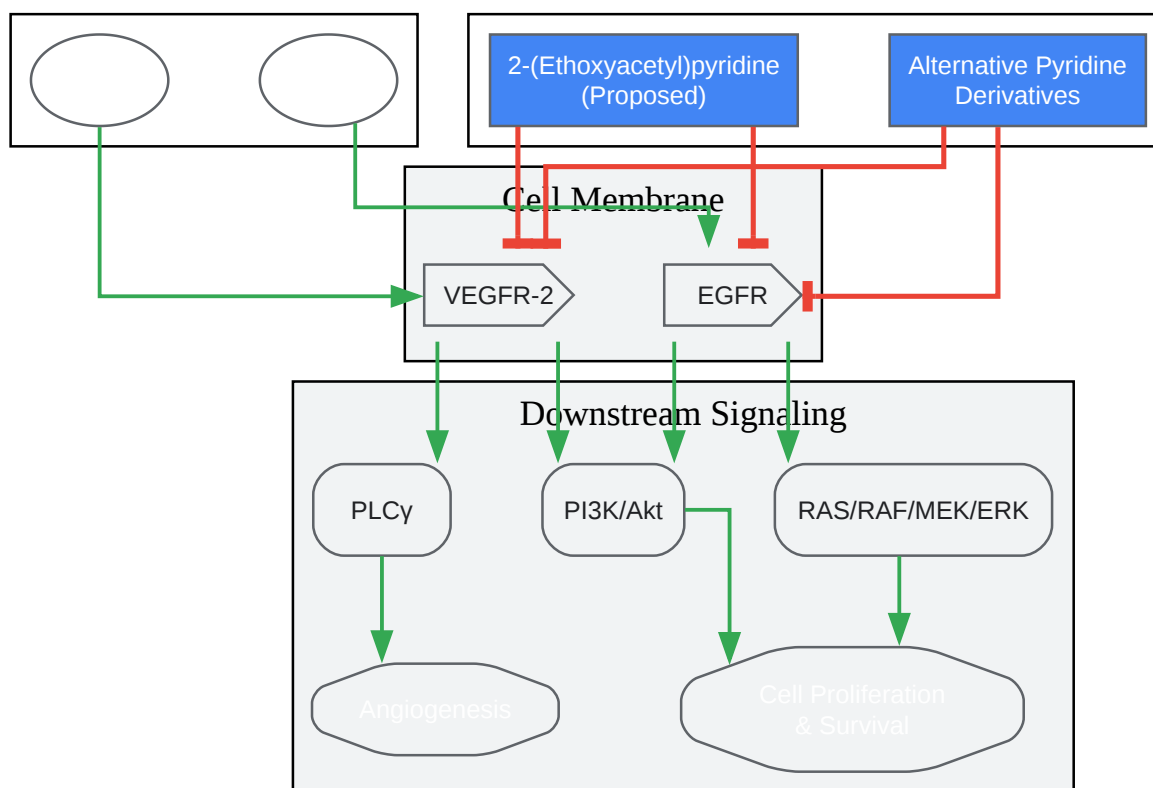 2-(Ethoxyacetyl)pyridine
(Proposed)
Alternative Pyridine
Derivatives
Cell Membrane
VEGFR-2
EGFR
Downstream Signaling
PLCγ
PI3K/Akt
RAS/RAF/MEK/ERK
Angiogenesis
Cell Proliferation
& Survival